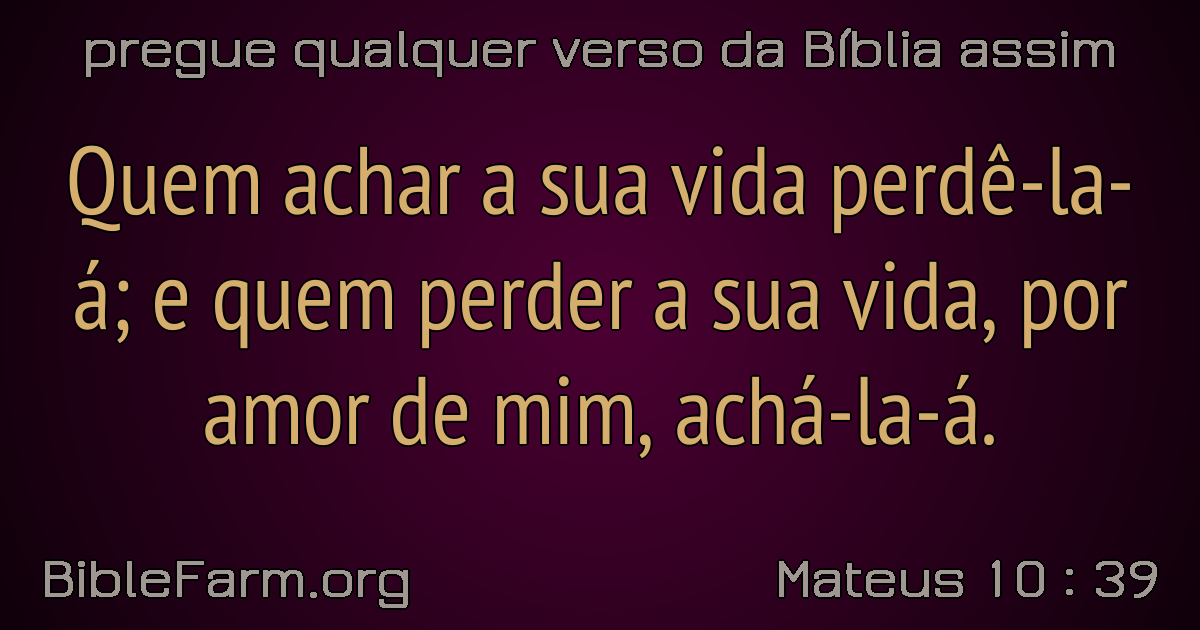 pregue qualquer verso da Bíblia assim
Quem achar a sua vida perdê-la-
á; e quem perder a sua vida, por
amor de mim, achá-la-á.
BibleFarm.org
Mateus 10 : 39